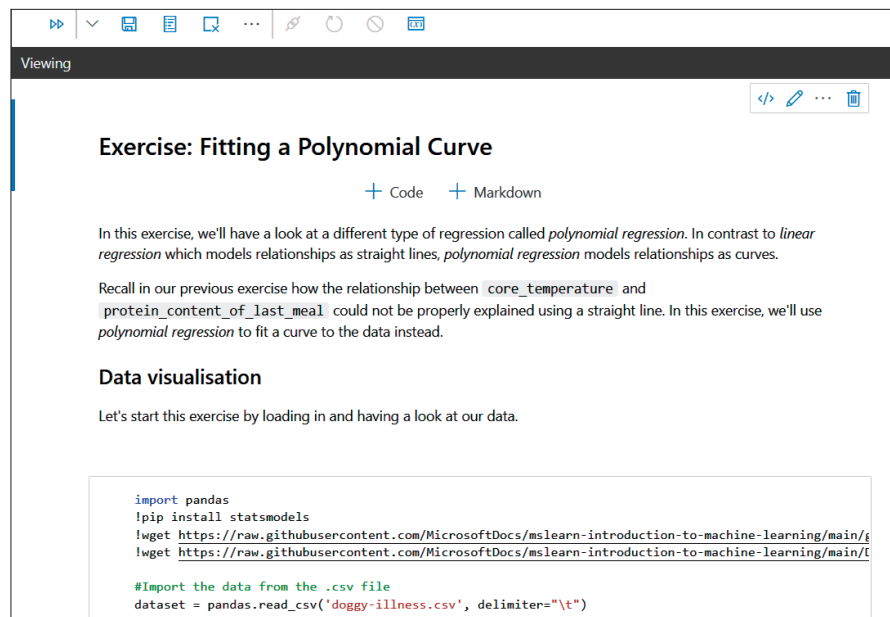 Viewing
Exercise: Fitting a Polynomial Curve
+ Code + Markdown
In this exercise, we'll have a look at a different type of regression called polynomial regression. In contrast to linear
regression which models relationships as straight lines, polynomial regression models relationships as curves.
Recall in our previous exercise how the relationship between core_temperature and
protein_content_of_last_meal could not be properly explained using a straight line. In this exercise, we'll use
polynomial regression to fit a curve to the data instead.
Data visualisation
Let's start this exercise by loading in and having a look at our data.
import pandas
!pip install statsmodels
!wget https://raw.githubusercontent.com/MicrosoftDocs/mslearn-introduction-to-machine-learning/main/g
!wget https://raw.githubusercontent.com/MicrosoftDocs/mslearn-introduction-to-machine-learning/main/D
#Import the data from the .csv file
dataset = pandas.read_csv('doggy-illness.csv', delimiter="\t")